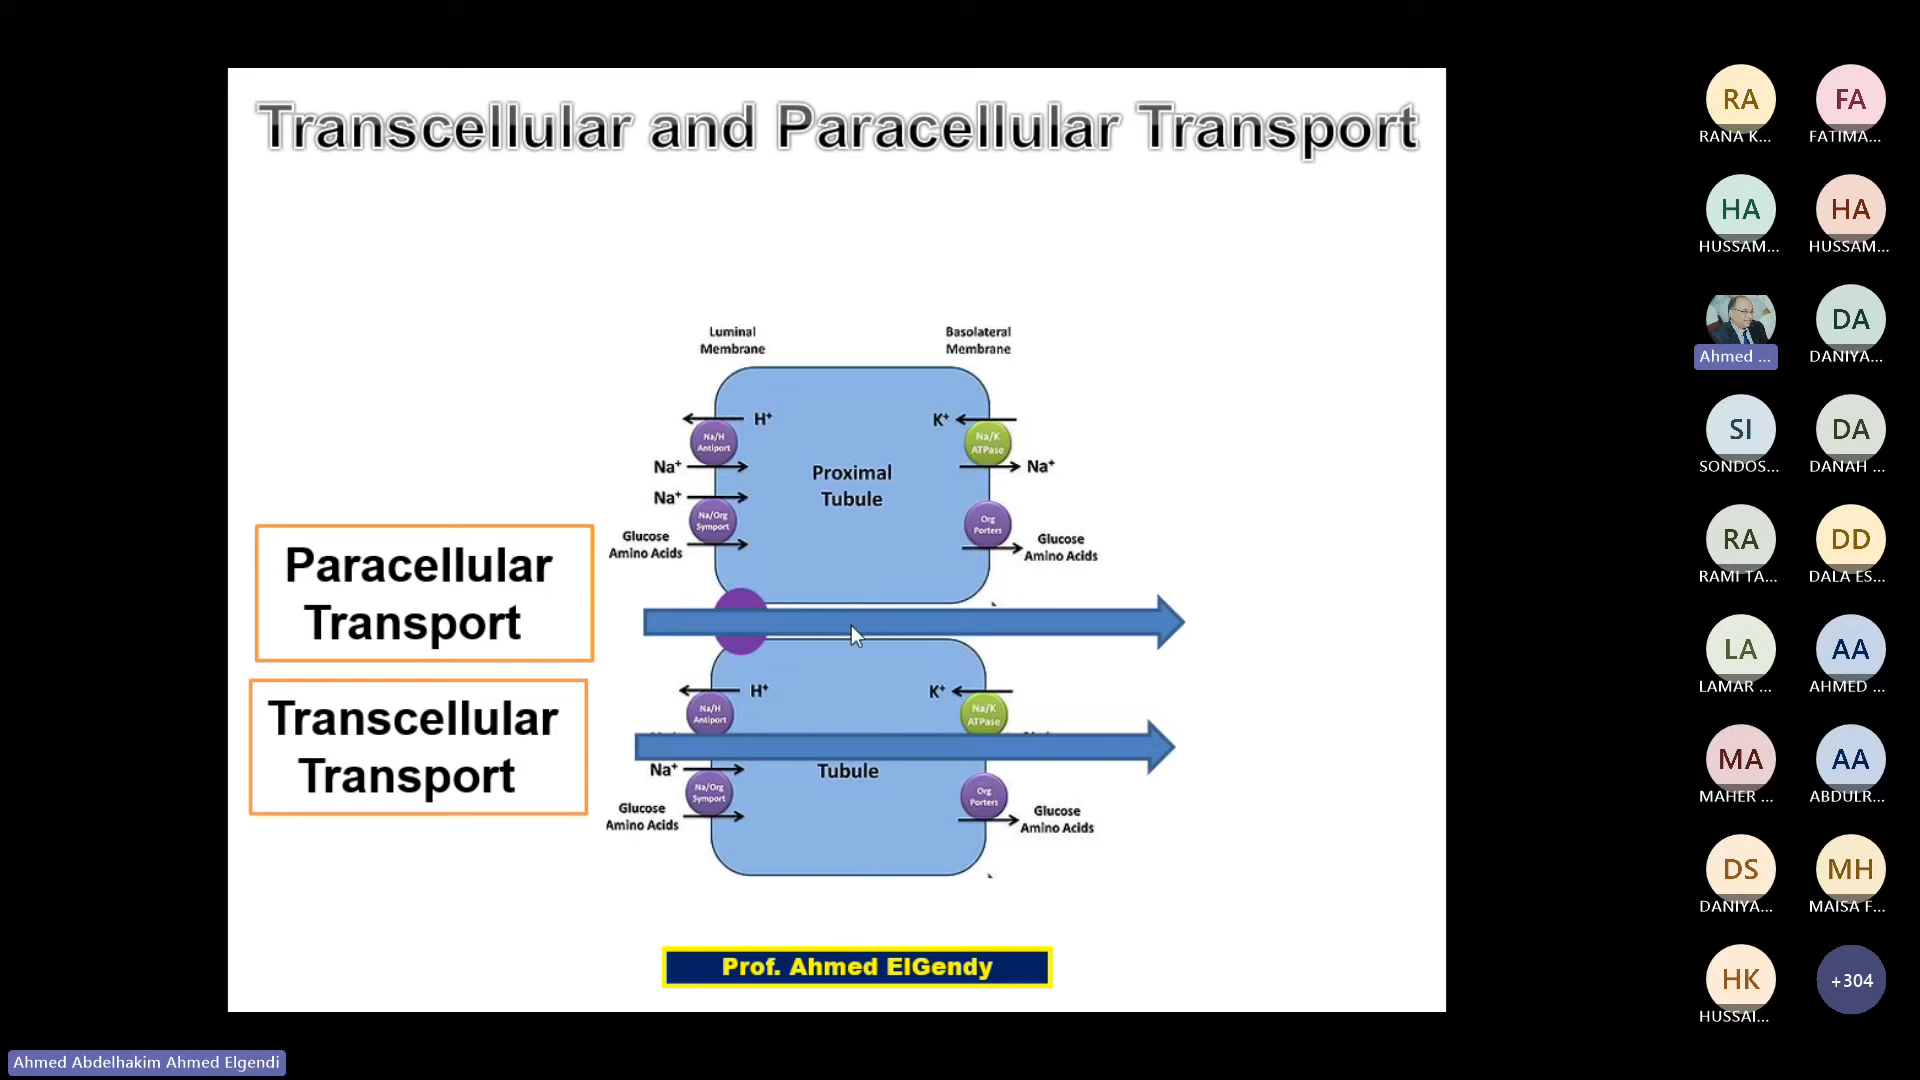 Transcellular and Paracellular Transport
Luminal
Membrane
Basolateral
Membrane
H⁺
K⁺
Na/H
Antiport
Na/K
ATPase
Na⁺
Na⁺
Proximal
Tubule
Na⁺
Na/Org
Symport
Org
Porters
Glucose
Amino Acids
Glucose
Amino Acids
Paracellular
Transport
H⁺
K⁺
Na/H
Antiport
Na/K
ATPase
Transcellular
Transport
Na⁺
Tubule
Na/Org
Symport
Org
Porters
Glucose
Amino Acids
Glucose
Amino Acids
Prof. Ahmed ElGendy
RA
RANA K...
FA
FATIMA...
HA
HUSSAM...
HA
HUSSAM...
Ahmed ...
DA
DANIYA...
SI
SONDOS...
DA
DANAH ...
RA
RAMI TA...
DD
DALA ES...
LA
LAMAR ...
AA
AHMED ...
MA
MAHER ...
AA
ABDULR...
DS
DANIYA...
MH
MAISA F...
HK
HUSSAI...
+304
Ahmed Abdelhakim Ahmed Elgendi